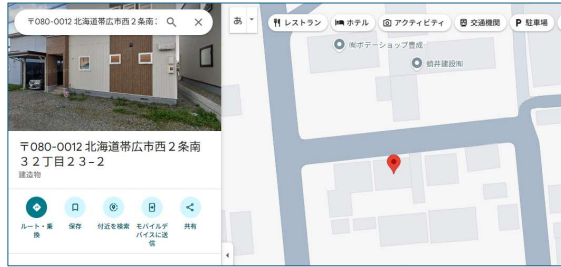 〒080-0012 北海道帯広市西２条南:
あ
レストラン
ホテル
アクティビティ
交通機関
P 駐車場
㈲ボデーショップ豊成
㈱井建設㈲
〒080-0012 北海道帯広市西２条南
３２丁目２３−２
建造物
ルート・乗換
保存
付近を検索
モバイルデバイスに送信
共有